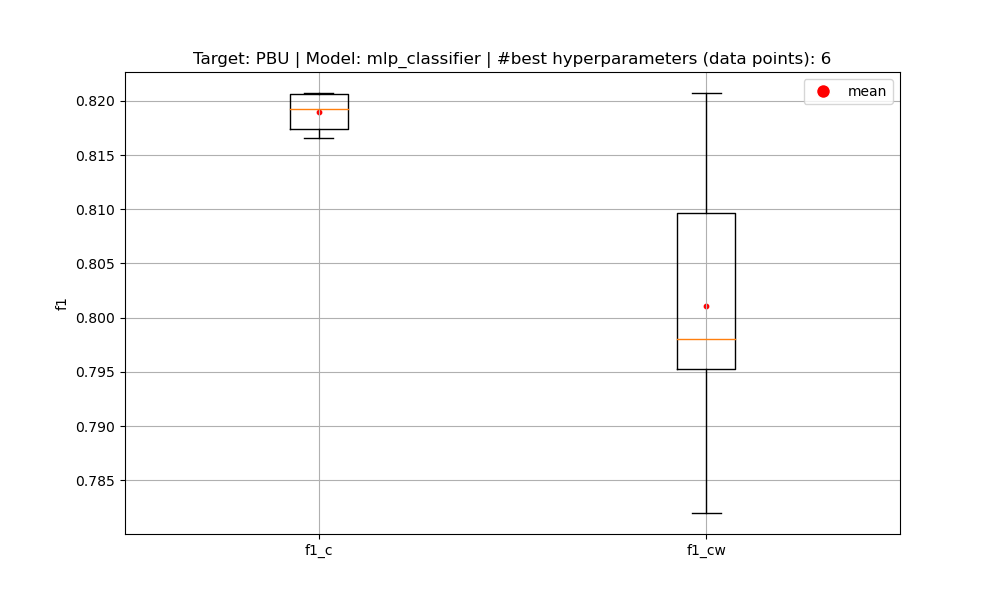 Target: PBU | Model: mlp_classifier | #best hyperparameters (data points): 6
mean
0.820
0.815
0.810
0.805
0.800
0.795
0.790
0.785
f1
f1_c
f1_cw